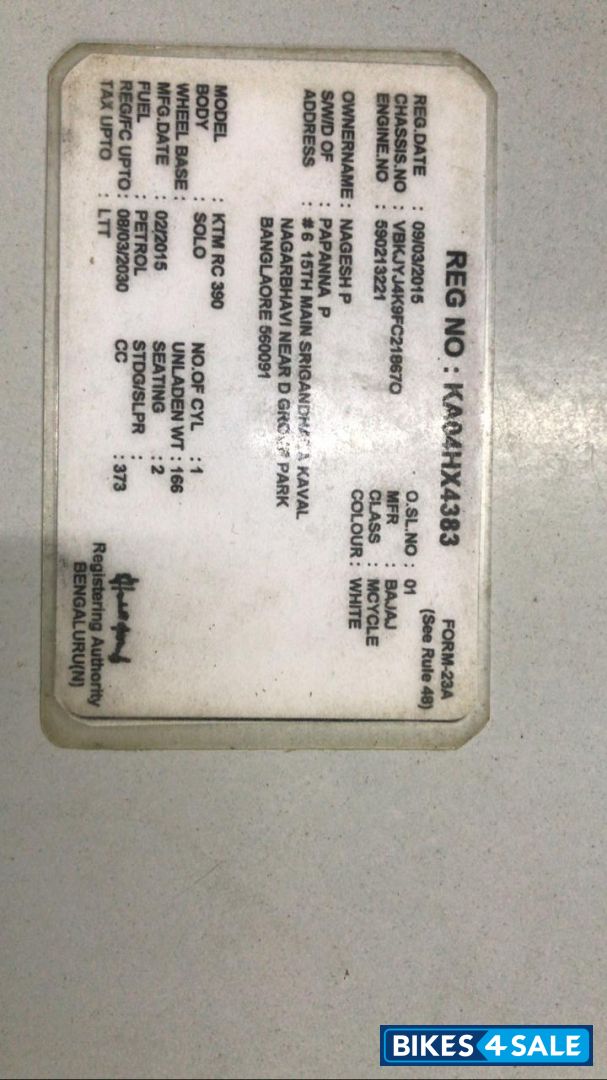 FORM-23A
(See Rule 48)
REG NO : KA04HX4383
REG.DATE : 09/03/2015 O.SL.NO : 01
CHASSIS.NO : VBKJYJ4K9FC218670 MFR : BAJAJ
ENGINE.NO : 590213221 CLASS : MCYCLE
COLOUR : WHITE
OWNERNAME : NAGESH P
S/W/D OF : PAPANNA P
ADDRESS : #6 15TH MAIN SRIGANDHA KAVAL
NAGARBHAVI NEAR D GROUP PARK
BANGLAORE 560091
MODEL : KTM RC 390
BODY : SOLO NO.OF CYL : 1
WHEEL BASE : UNLADEN WT : 166
MFG.DATE : 02/2015 SEATING : 2
FUEL : PETROL STDG/SLPR :
REG/FC UPTO : 08/03/2030 CC : 373
TAX UPTO : LTT
Registering Authority
BENGALURU(N)
BIKES4SALE